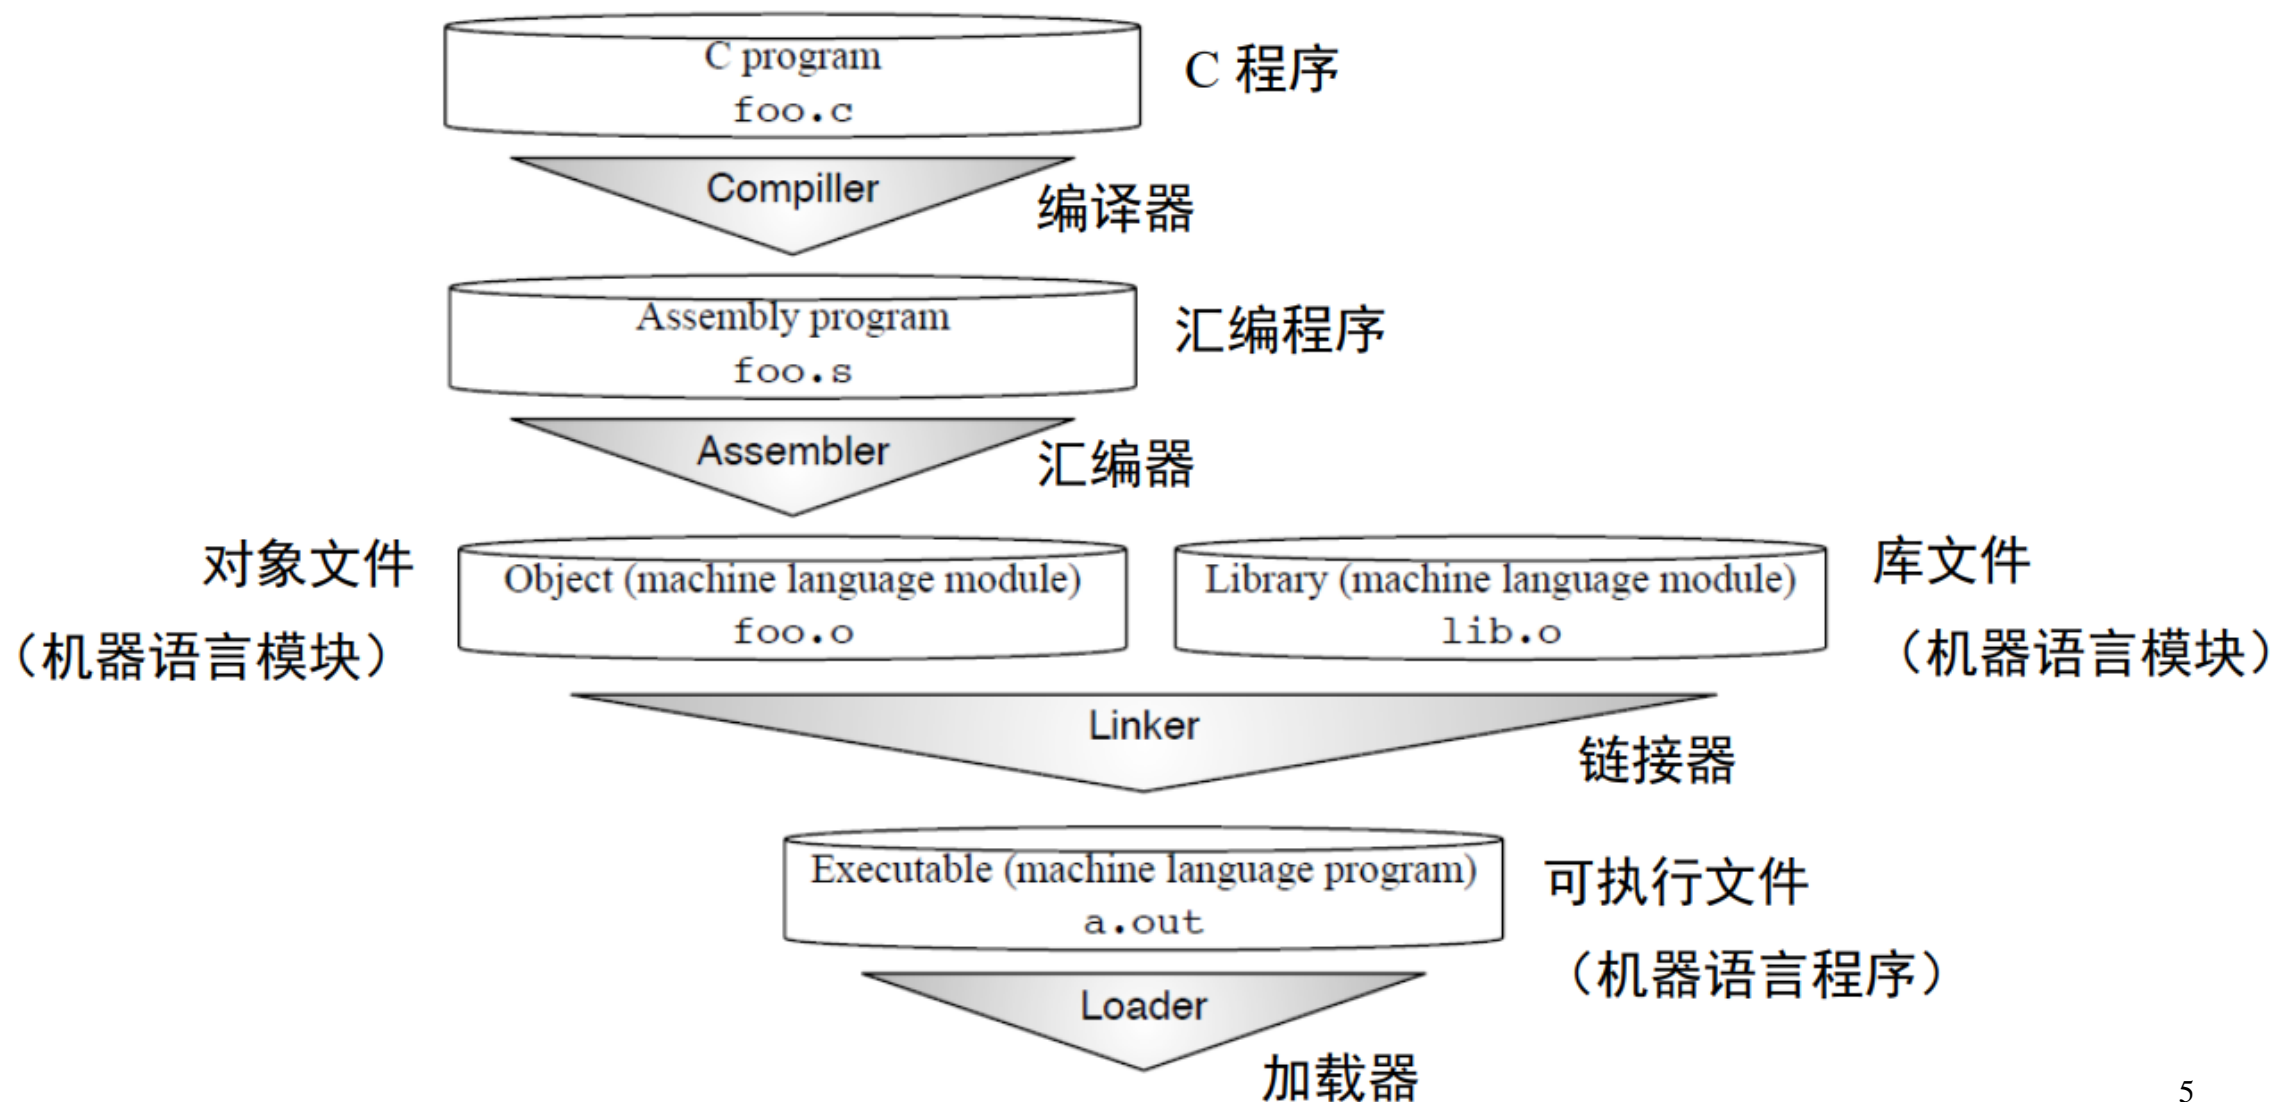 C program
foo.c
C 程序
Compiller
编译器
Assembly program
foo.s
汇编程序
Assembler
汇编器
对象文件
（机器语言模块）
Object (machine language module)
foo.o
Library (machine language module)
lib.o
库文件
（机器语言模块）
Linker
链接器
Executable (machine language program)
a.out
可执行文件
（机器语言程序）
Loader
加载器
5